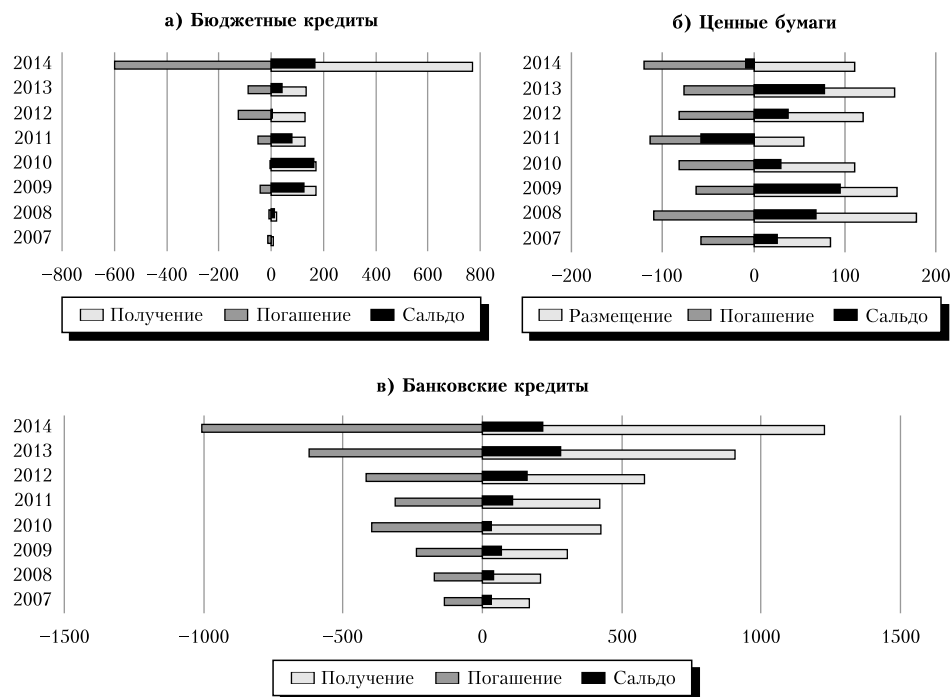 а) Бюджетные кредиты
2014
2013
2012
2011
2010
2009
2008
2007
−800 −600 −400 −200 0 200 400 600 800
Получение Погашение Сальдо
б) Ценные бумаги
2014
2013
2012
2011
2010
2009
2008
2007
−200 −100 0 100 200
Размещение Погашение Сальдо
в) Банковские кредиты
2014
2013
2012
2011
2010
2009
2008
2007
−1500 −1000 −500 0 500 1000 1500
Получение Погашение Сальдо